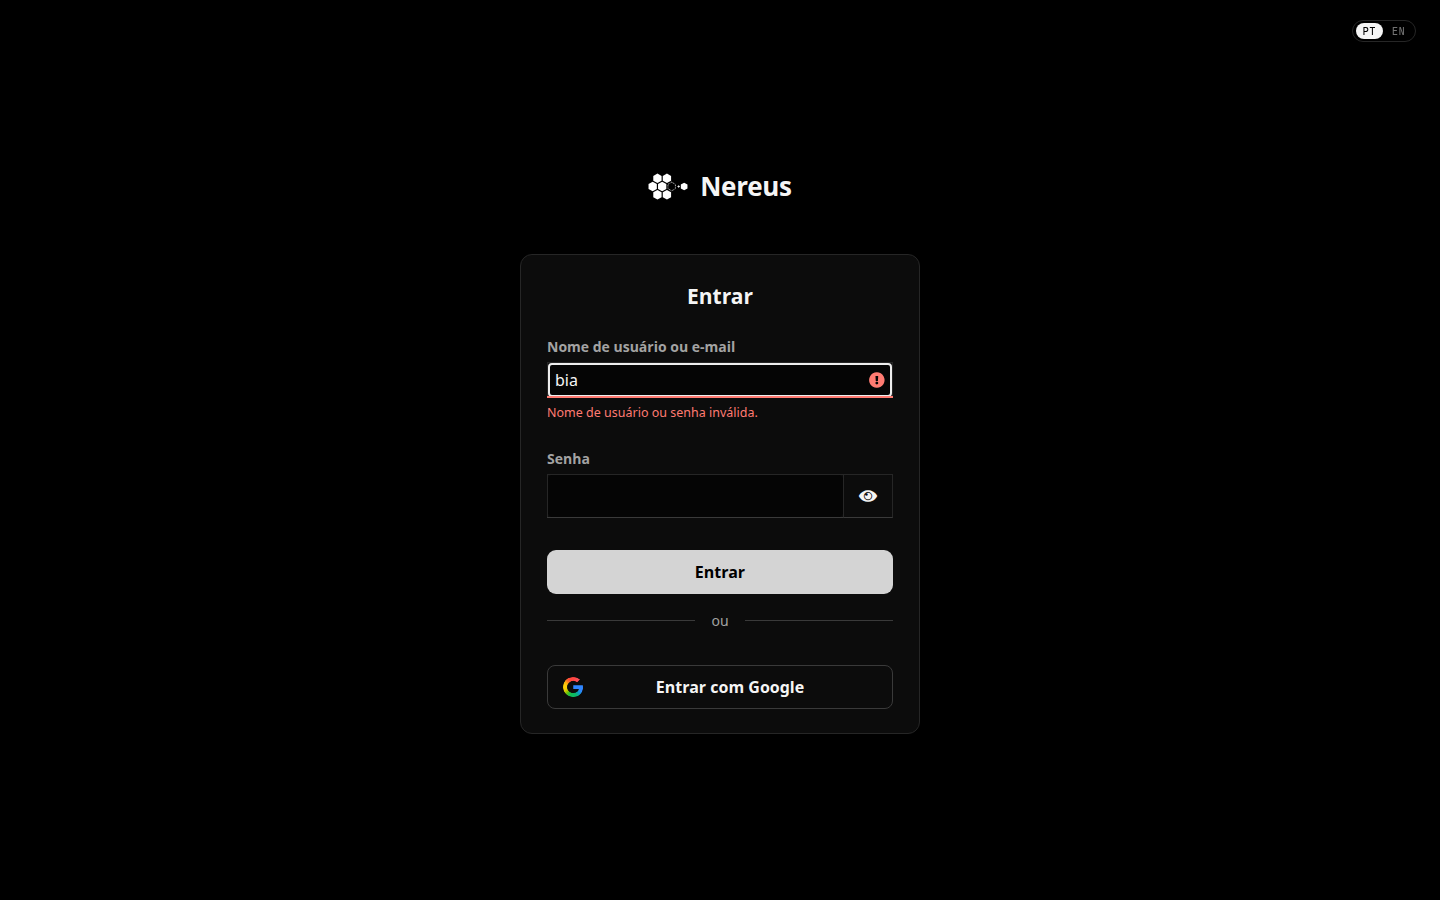 PT EN
Nereus
Entrar
Nome de usuário ou e-mail
bia
Nome de usuário ou senha inválida.
Senha
Entrar
ou
Entrar com Google